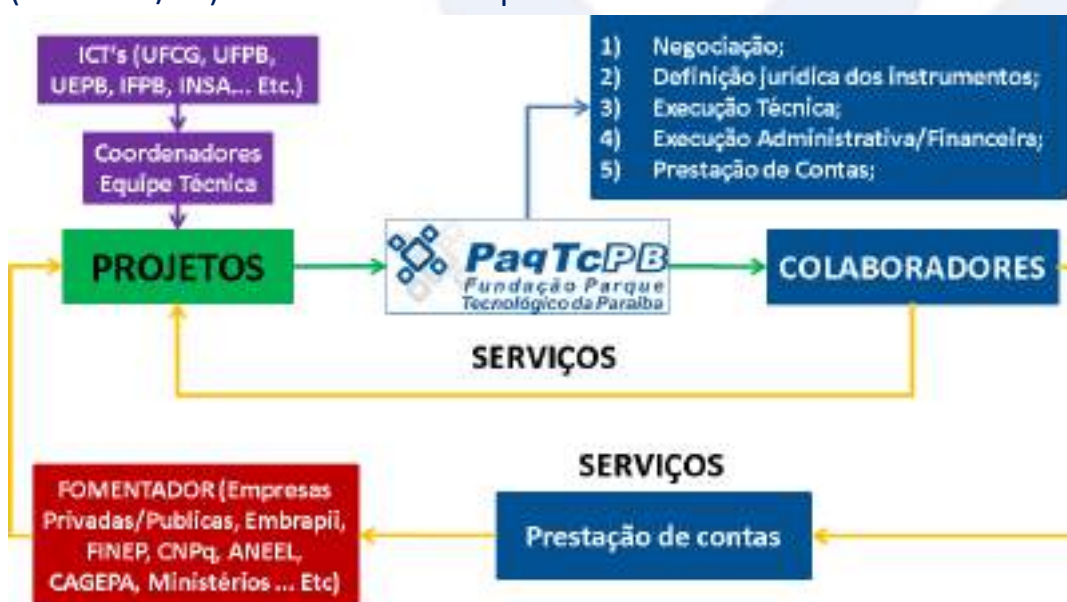 ICT's (UFCG, UFPB,
UEPB, IFPB, INSA... Etc.)
Coordenadores
Equipe Técnica
1) Negociação;
2) Definição jurídica dos instrumentos;
3) Execução Técnica;
4) Execução Administrativa/Financeira;
5) Prestação de Contas;
PROJETOS
PaqTcPB
Fundação Parque
Tecnológico da Paraíba
COLABORADORES
SERVIÇOS
SERVIÇOS
FOMENTADOR (Empresas
Privadas/Publicas, Embrapii,
FINEP, CNPq, ANEEL,
CAGEPA, Ministérios ... Etc)
Prestação de contas